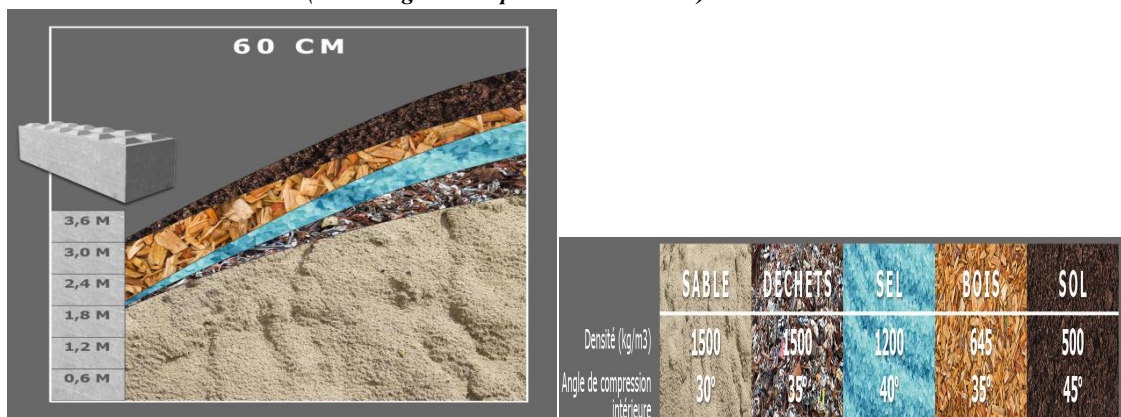 60 CM
3,6 M
3,0 M
2,4 M
1,8 M
1,2 M
0,6 M
SABLE DÉCHETS SEL BOIS SOL
Densité (kg/m3) 1500 1500 1200 645 500
Angle de compression intérieure 30° 35° 40° 35° 45°